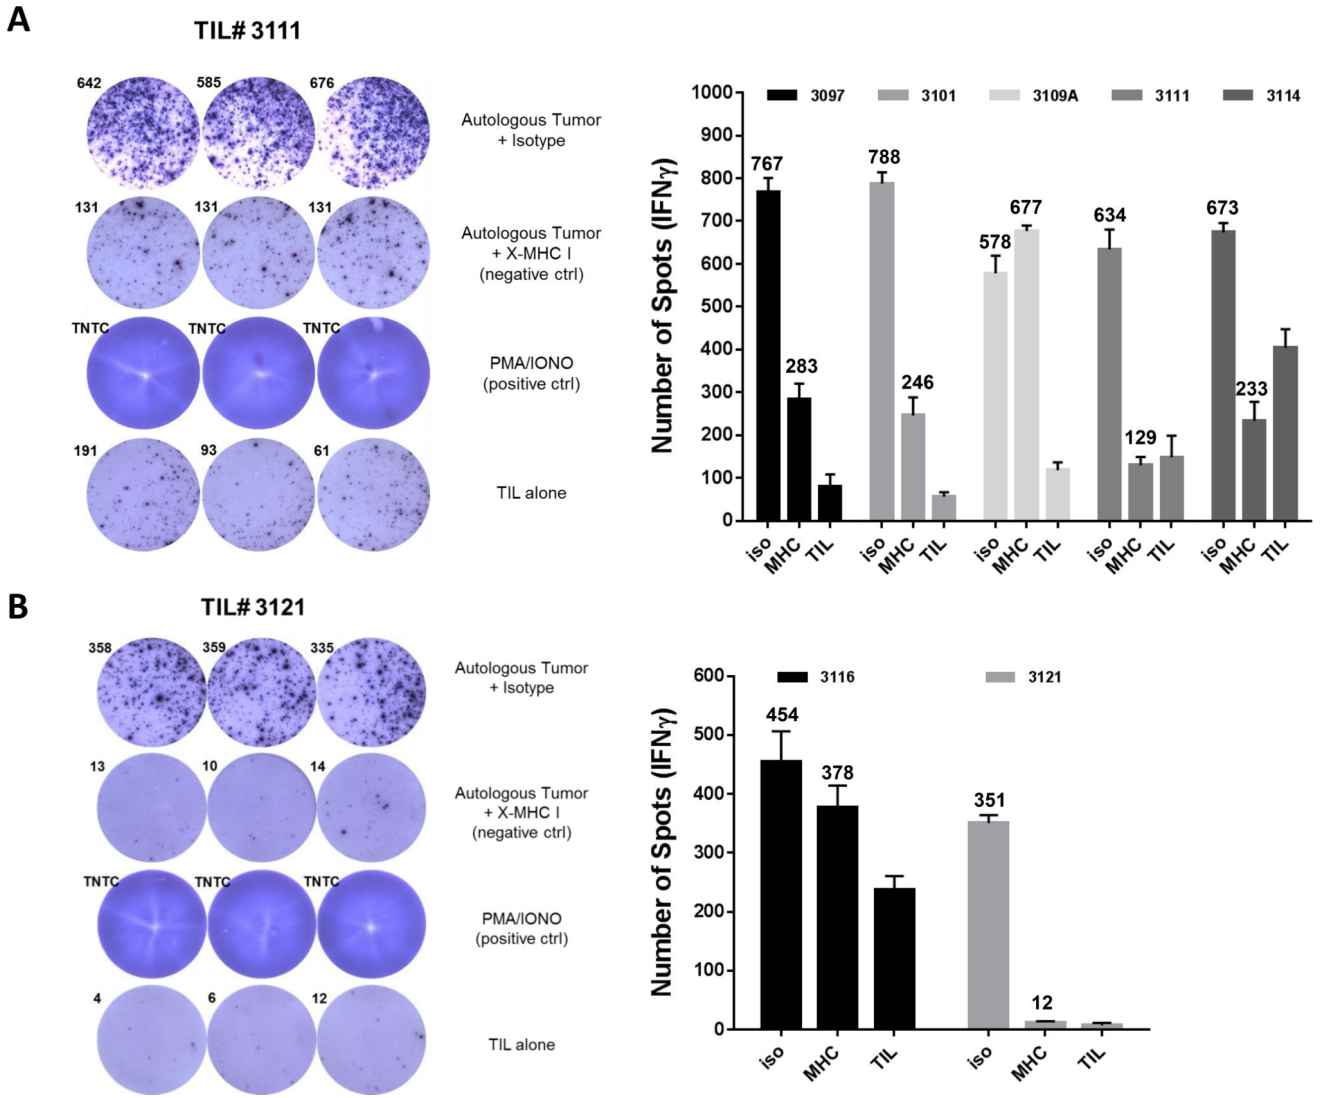 A
TIL# 3111
642 585 676
Autologous Tumor
+ Isotype
131 131 131
Autologous Tumor
+ X-MHC I
(negative ctrl)
TNTC TNTC TNTC
PMA/IONO
(positive ctrl)
191 93 61
TIL alone
Number of Spots (IFNγ)
1000
900
800
700
600
500
400
300
200
100
0
3097 3101 3109A 3111 3114
767 283
788 246
578 677
634 129
673 233
iso MHC TIL iso MHC TIL iso MHC TIL iso MHC TIL iso MHC TIL
B
TIL# 3121
358 359 335
Autologous Tumor
+ Isotype
13 10 14
Autologous Tumor
+ X-MHC I
(negative ctrl)
TNTC TNTC TNTC
PMA/IONO
(positive ctrl)
4 6 12
TIL alone
Number of Spots (IFNγ)
600
500
400
300
200
100
0
3116 3121
454 378
351 12
iso MHC TIL iso MHC TIL